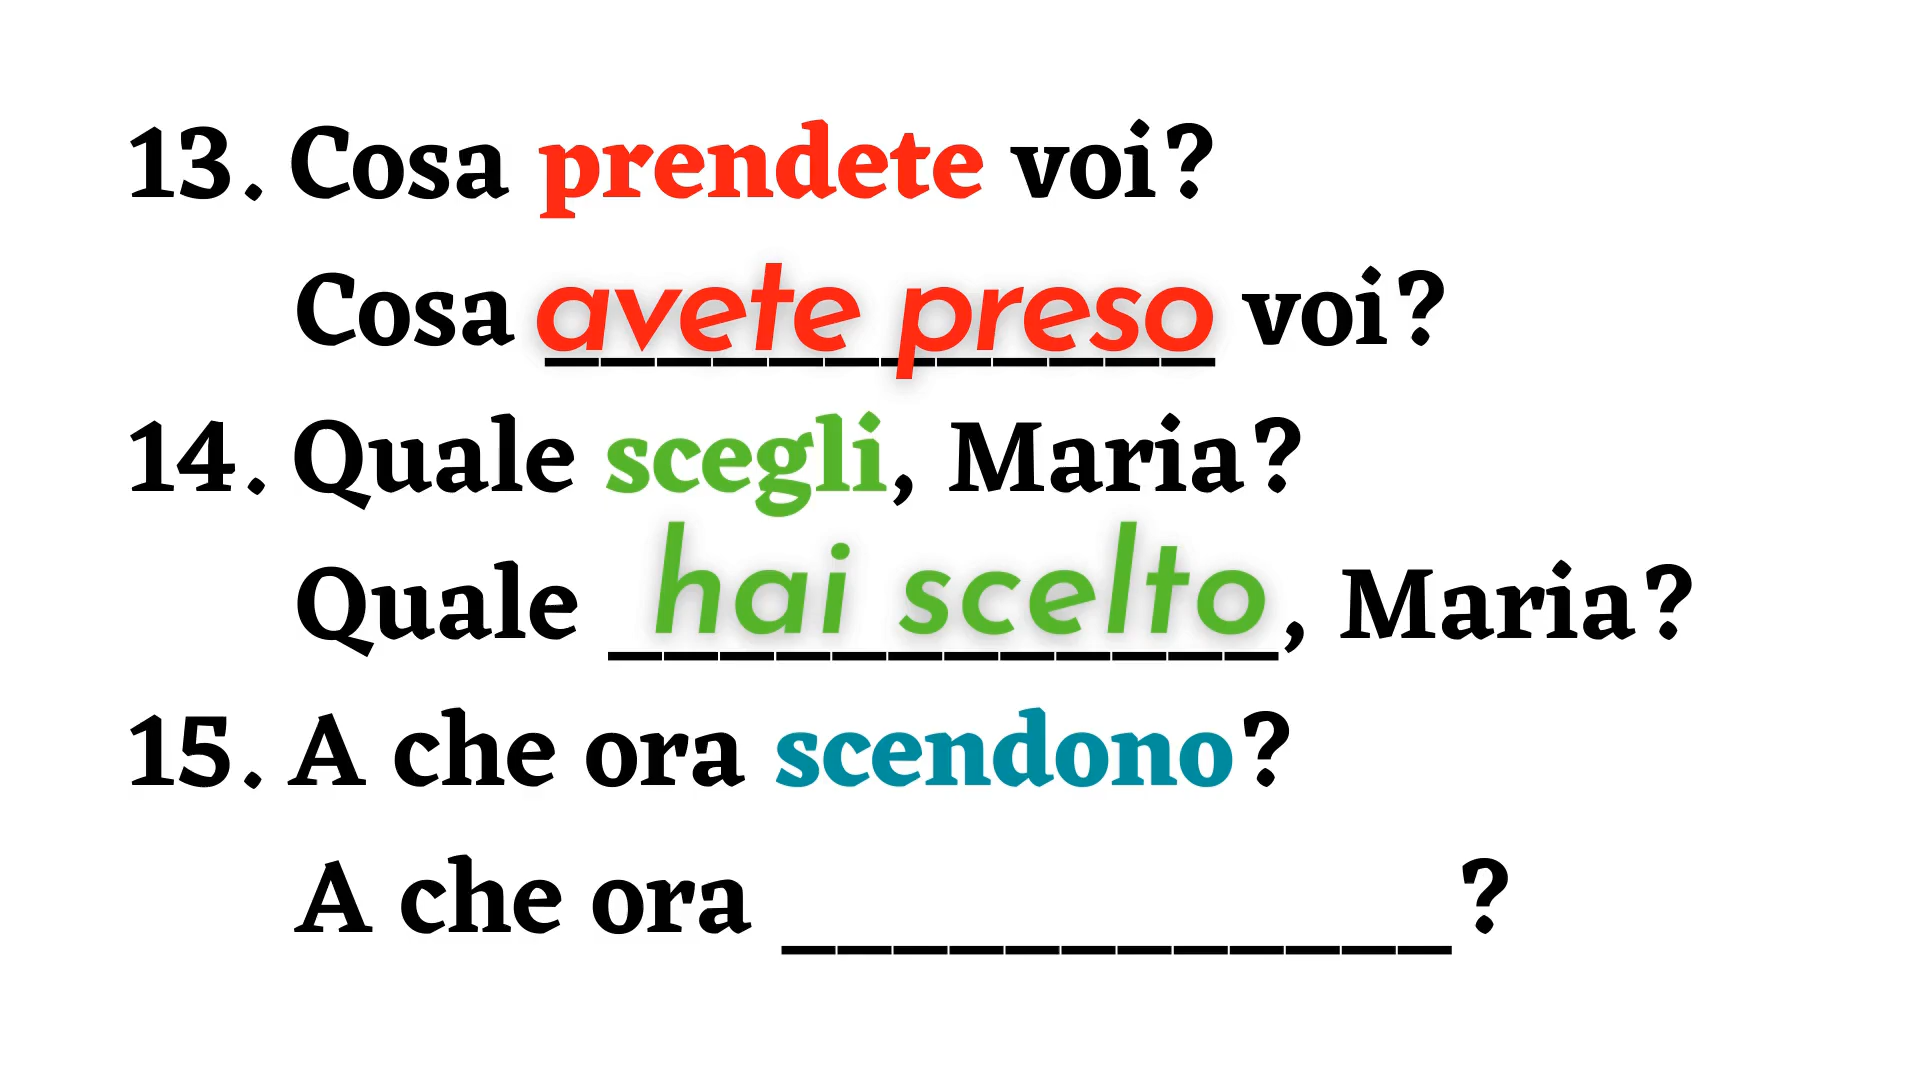 13. Cosa prendete voi?
Cosa avete preso voi?
14. Quale scegli, Maria?
Quale hai scelto, Maria?
15. A che ora scendono?
A che ora ____________?